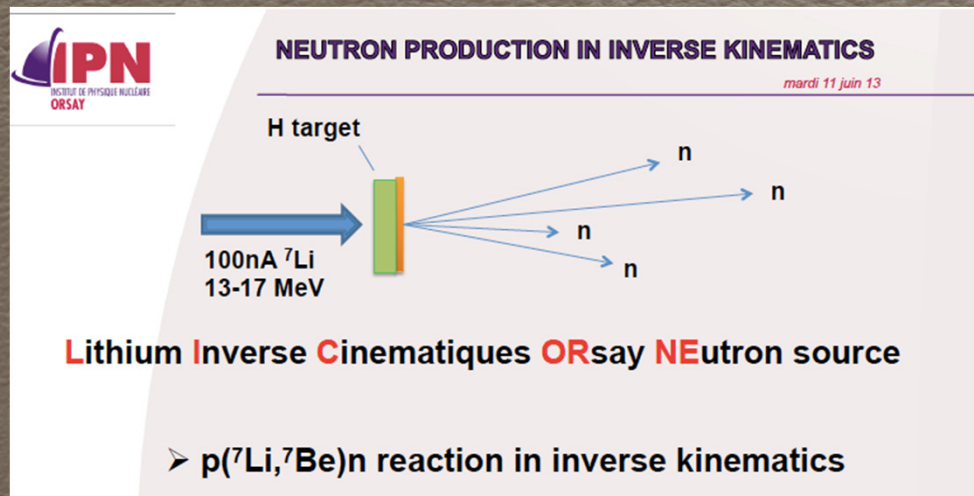 IPN
INSTITUT DE PHYSIQUE NUCLÉAIRE
ORSAY
NEUTRON PRODUCTION IN INVERSE KINEMATICS
mardi 11 juin 13
H target
n
n
n
n
100nA ⁷Li
13-17 MeV
Lithium Inverse Cinematiques ORsay NEutron source
➢ p(⁷Li,⁷Be)n reaction in inverse kinematics